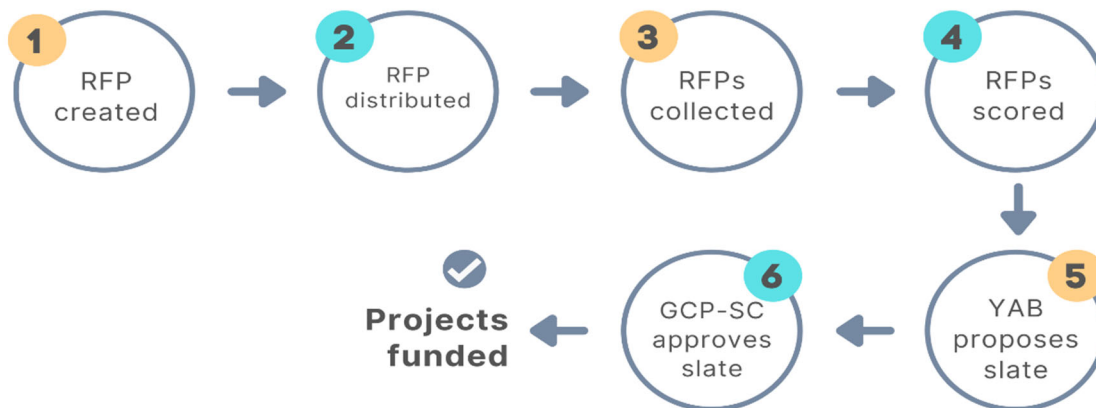 1
RFP
created
2
RFP
distributed
3
RFPs
collected
4
RFPs
scored
5
YAB
proposes
slate
6
GCP-SC
approves
slate
Projects
funded